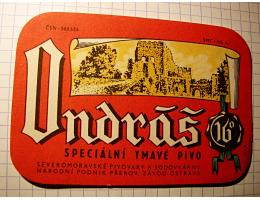 Ondráš
16°
SPECIÁLNÍ TMAVÉ PIVO
SEVEROMORAVSKÉ PIVOVARY A SODOVKÁRNY
NÁRODNÍ PODNIK PŘEROV, ZÁVOD OSTRAVA